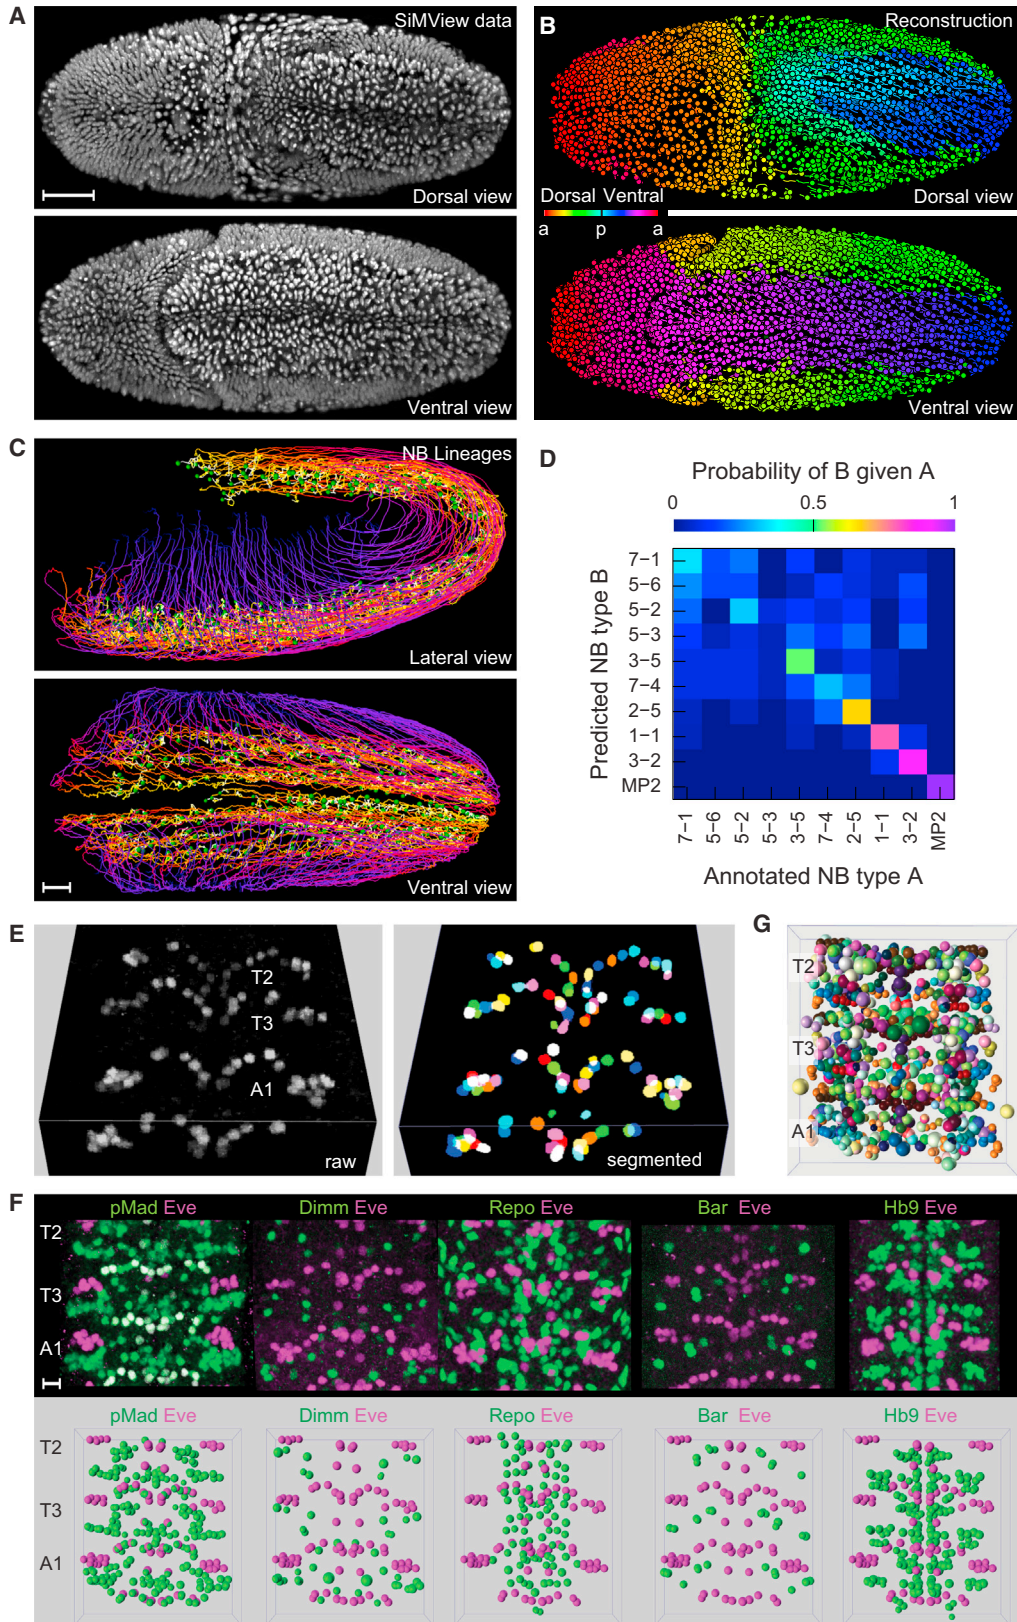 A
SiMView data
Dorsal view
Ventral view
B
Reconstruction
Dorsal view
Dorsal Ventral
a p a
Ventral view
C
NB Lineages
Lateral view
Ventral view
D
Probability of B given A
0 0.5 1
Predicted NB type B
7−1
5−6
5−2
5−3
3−5
7−4
2−5
1−1
3−2
MP2
7−1
5−6
5−2
5−3
3−5
7−4
2−5
1−1
3−2
MP2
Annotated NB type A
E
T2
T3
A1
raw
segmented
G
T2
T3
A1
F
pMad Eve
Dimm Eve
Repo Eve
Bar Eve
Hb9 Eve
T2
T3
A1
pMad Eve
Dimm Eve
Repo Eve
Bar Eve
Hb9 Eve
T2
T3
A1